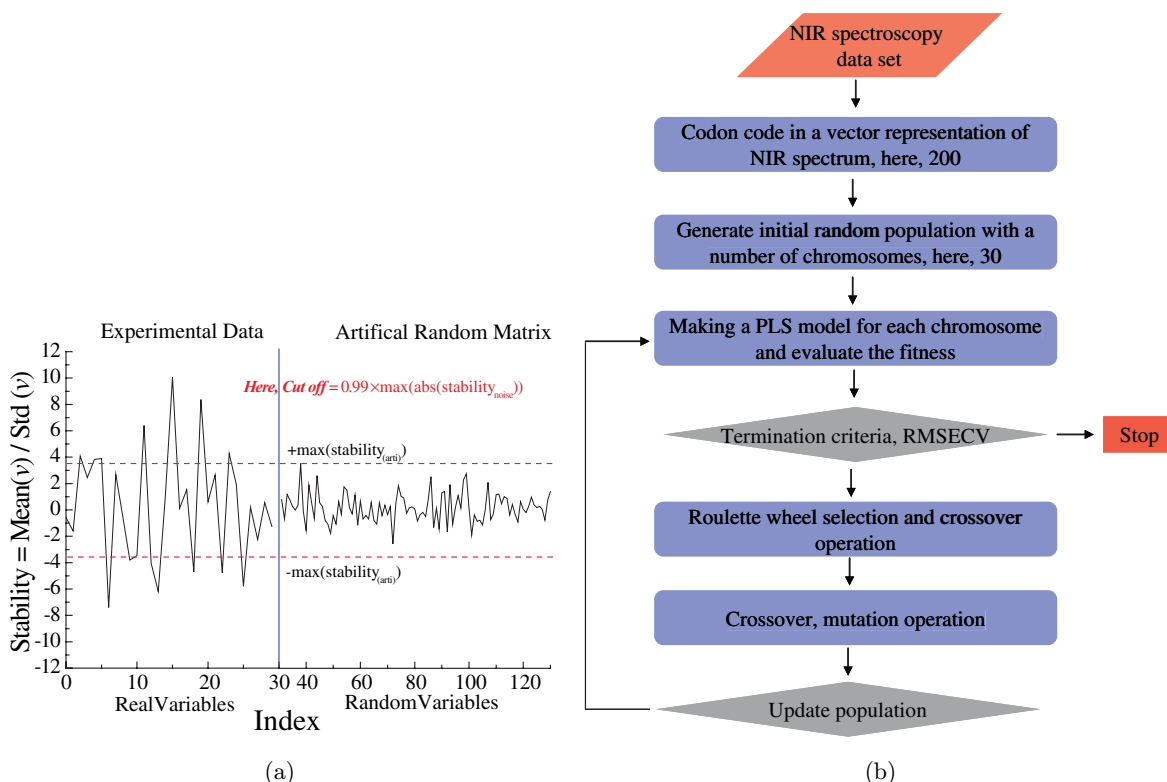 Experimental Data
Artifical Random Matrix
Here, Cut off = 0.99×max(abs(stability_noise))
+max(stability_(arti))
-max(stability_(arti))
Stability = Mean(v) / Std (v)
12
10
8
6
4
2
0
-2
-4
-6
-8
-10
-12
0
10
20
30
40
60
80
100
120
RealVariables
RandomVariables
Index
(a)
NIR spectroscopy
data set
Codon code in a vector representation of
NIR spectrum, here, 200
Generate initial random population with a
number of chromosomes, here, 30
Making a PLS model for each chromosome
and evaluate the fitness
Termination criteria, RMSECV
Stop
Roulette wheel selection and crossover
operation
Crossover, mutation operation
Update population
(b)